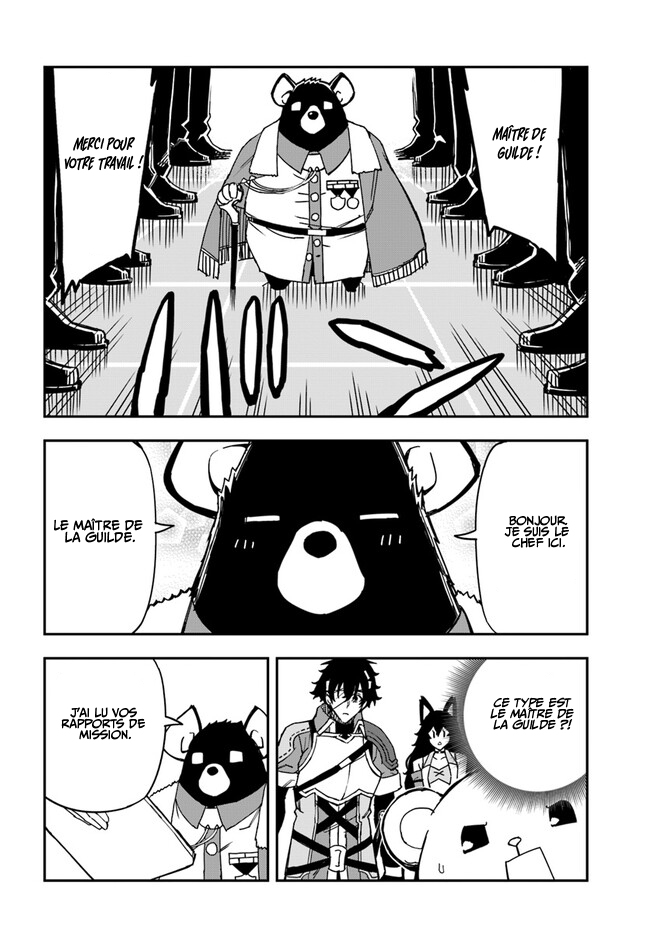 MAÎTRE DE
GUILDE !
MERCI POUR
VOTRE TRAVAIL !
BONJOUR,
JE SUIS LE
CHEF ICI.
LE MAÎTRE DE
LA GUILDE.
CE TYPE EST
LE MAÎTRE DE
LA GUILDE ?!
J'AI LU VOS
RAPPORTS DE
MISSION.